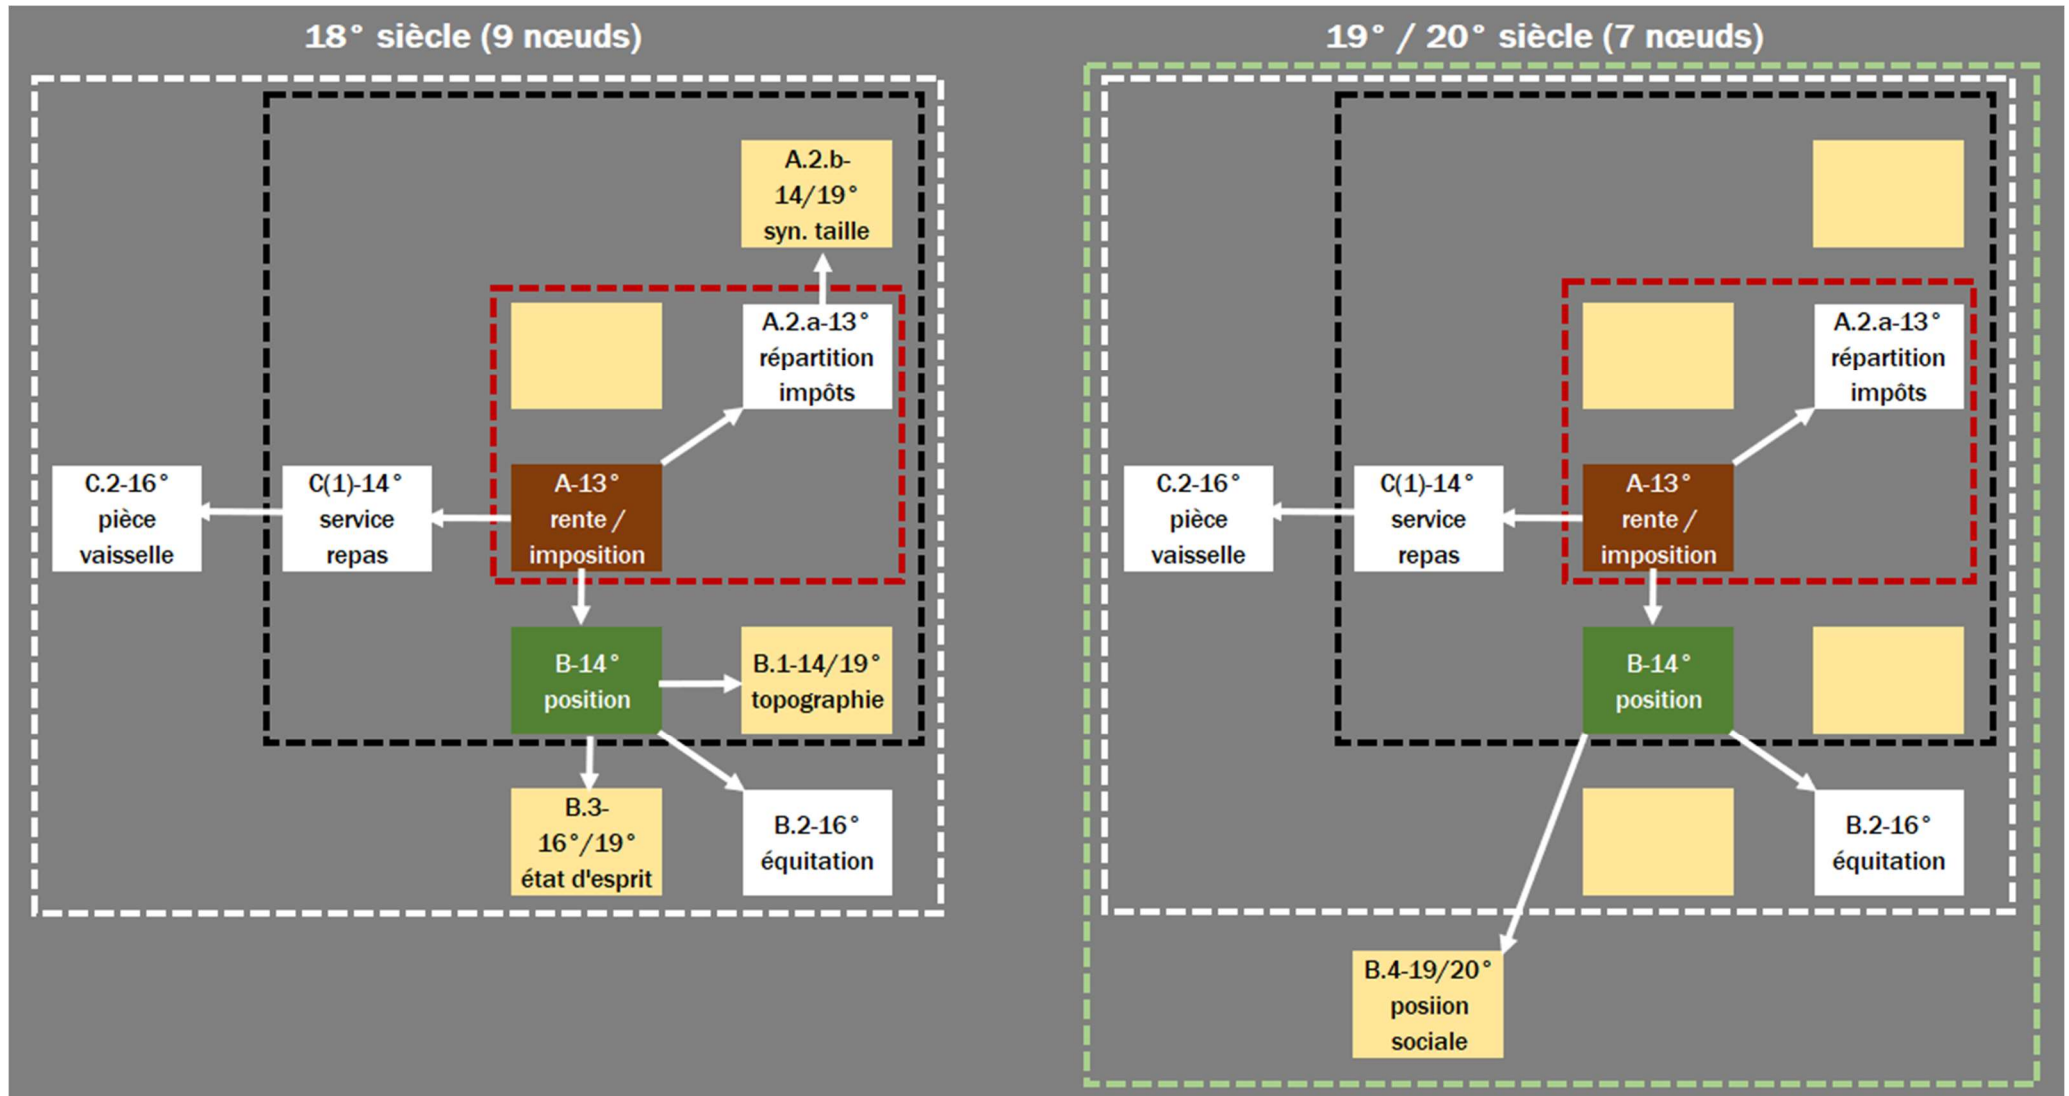 18° siècle (9 nœuds)
A.2.b-
14/19°
syn. taille
A.2.a-13°
répartition
impôts
C.2-16°
pièce
vaisselle
C(1)-14°
service
repas
A-13°
rente /
imposition
B-14°
position
B.1-14/19°
topographie
B.3-
16°/19°
état d'esprit
B.2-16°
équitation
19° / 20° siècle (7 nœuds)
A.2.a-13°
répartition
impôts
C.2-16°
pièce
vaisselle
C(1)-14°
service
repas
A-13°
rente /
imposition
B-14°
position
B.2-16°
équitation
B.4-19/20°
posiion
sociale